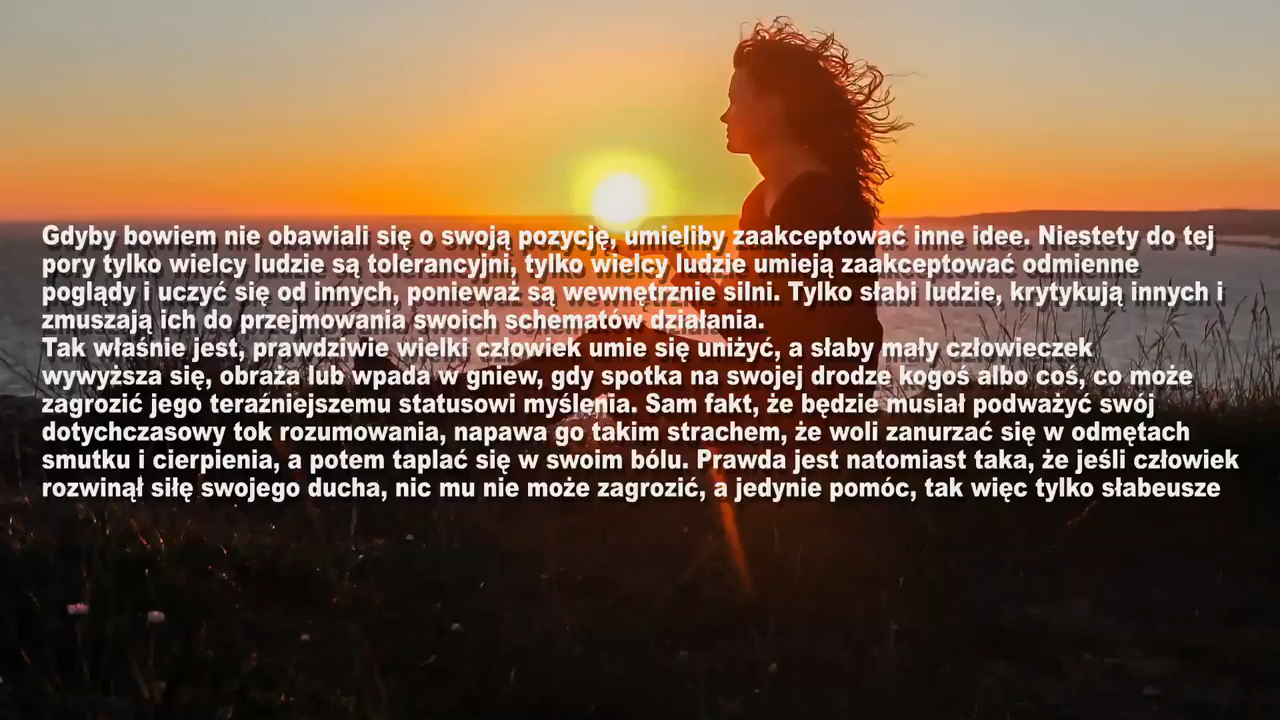 Gdyby bowiem nie obawiali się o swoją pozycję, umieliby zaakceptować inne idee. Niestety do tej
pory tylko wielcy ludzie są tolerancyjni, tylko wielcy ludzie umieją zaakceptować odmienne
poglądy i uczyć się od innych, ponieważ są wewnętrznie silni. Tylko słabi ludzie, krytykują innych i
zmuszają ich do przejmowania swoich schematów działania.
Tak właśnie jest, prawdziwie wielki człowiek umie się uniżyć, a słaby mały człowieczek
wywyższa się, obraża lub wpada w gniew, gdy spotka na swojej drodze kogoś albo coś, co może
zagrozić jego teraźniejszemu statusowi myślenia. Sam fakt, że będzie musiał podważyć swój
dotychczasowy tok rozumowania, napawa go takim strachem, że woli zanurzać się w odmętach
smutku i cierpienia, a potem taplać się w swoim bólu. Prawda jest natomiast taka, że jeśli człowiek
rozwinął siłę swojego ducha, nic mu nie może zagrozić, a jedynie pomóc, tak więc tylko słabeusze